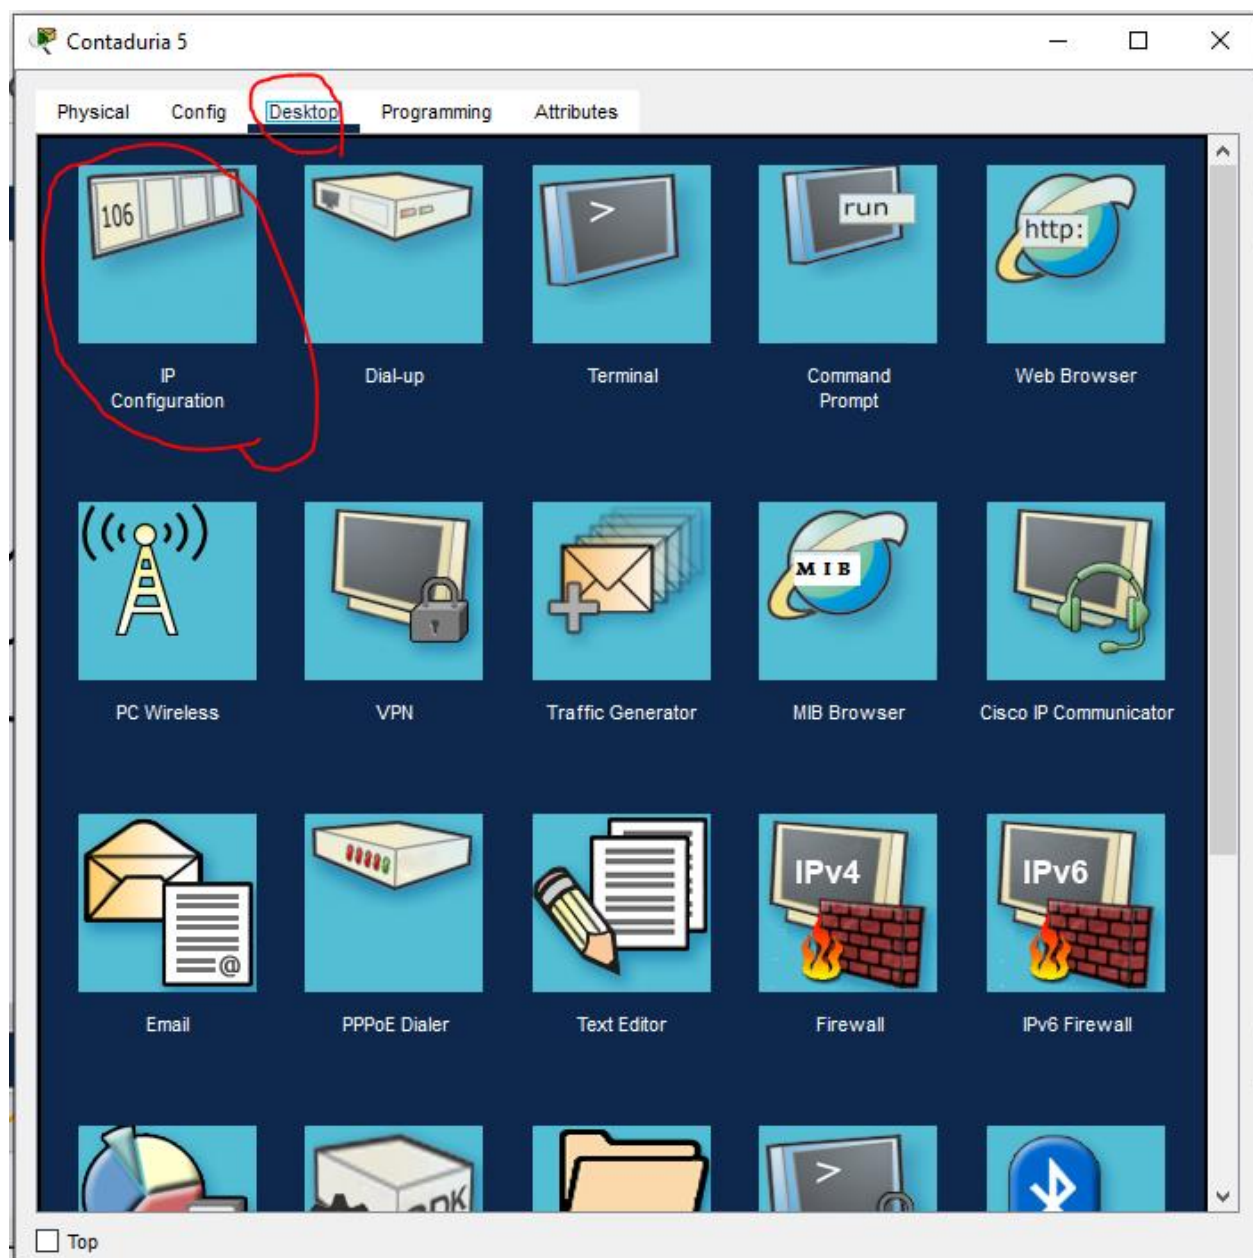 Contaduria 5
Physical Config Desktop Programming Attributes
106
>
run
http:
IP
Configuration
Dial-up
Terminal
Command
Prompt
Web Browser
MIB
PC Wireless
VPN
Traffic Generator
MIB Browser
Cisco IP Communicator
@
IPv4
IPv6
Email
PPPoE Dialer
Text Editor
Firewall
IPv6 Firewall
>
Top